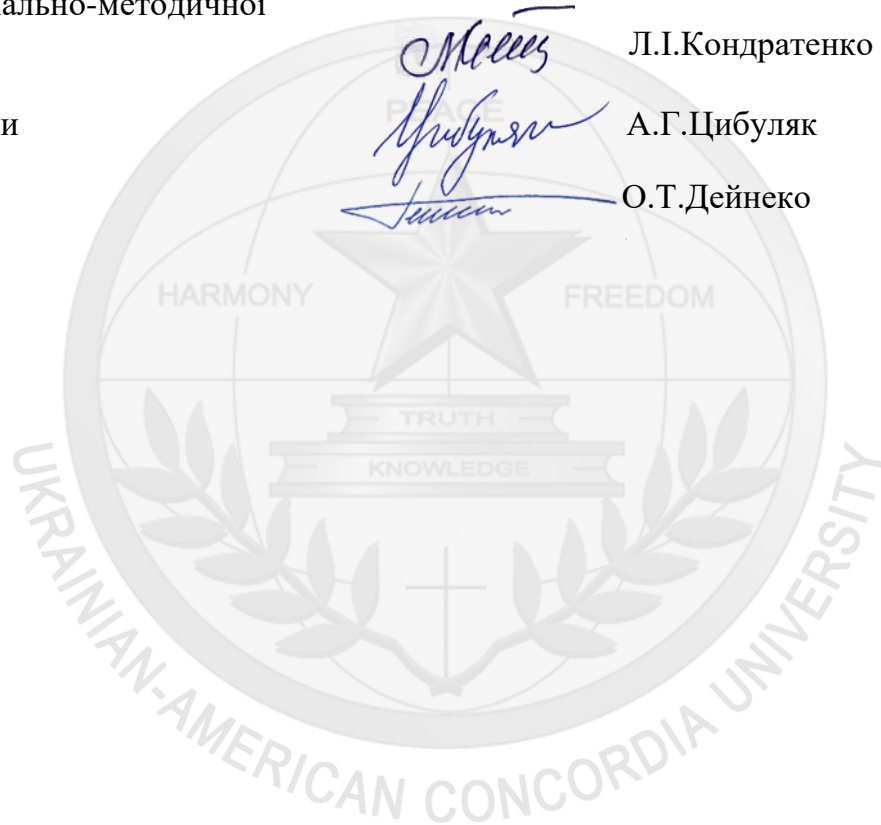 ально-методичної
Л.І.Кондратенко
и А.Г.Цибуляк
О.Т.Дейнеко
PEACE
HARMONY FREEDOM
TRUTH
KNOWLEDGE
UKRAINIAN-AMERICAN CONCORDIA UNIVERSITY